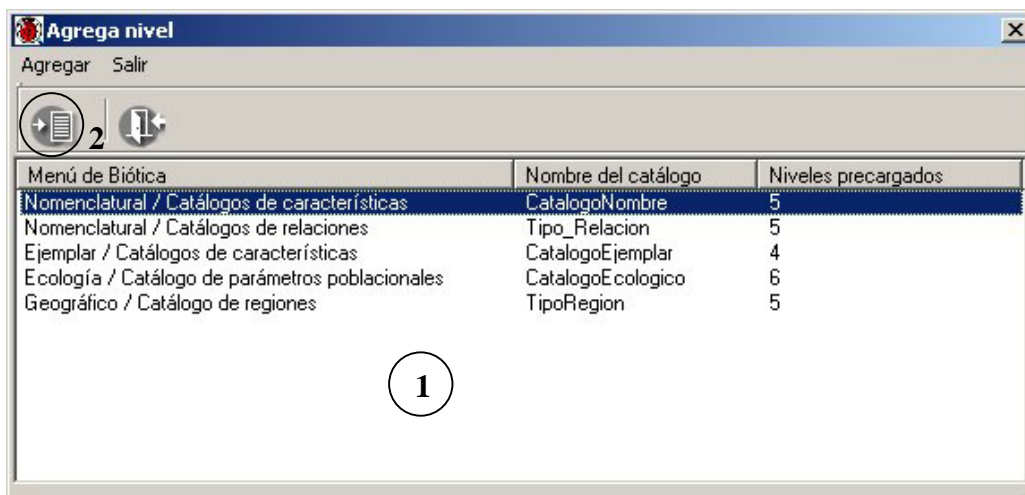 Agrega nivel
Agregar Salir
2
Menú de Biótica Nombre del catálogo Niveles precargados
Nomenclatural / Catálogos de características CatalogoNombre 5
Nomenclatural / Catálogos de relaciones Tipo_Relacion 5
Ejemplar / Catálogos de características CatalogoEjemplar 4
Ecología / Catálogo de parámetros poblacionales CatalogoEcologico 6
Geográfico / Catálogo de regiones TipoRegion 5
1